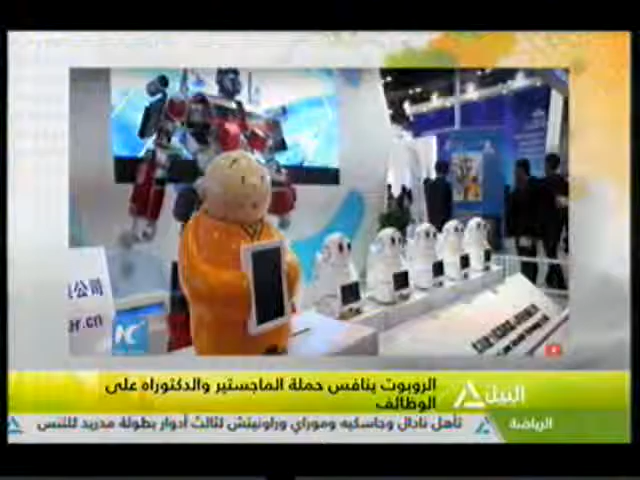 公司
er.cn
الروبوت ينافس حملة الماجستير والدكتوراه على
الوظائف
النيل
الرياضة
تأهل نادال وجاسكيه وموراي وراونيتش لثالث أدوار بطولة مدريد للتنس